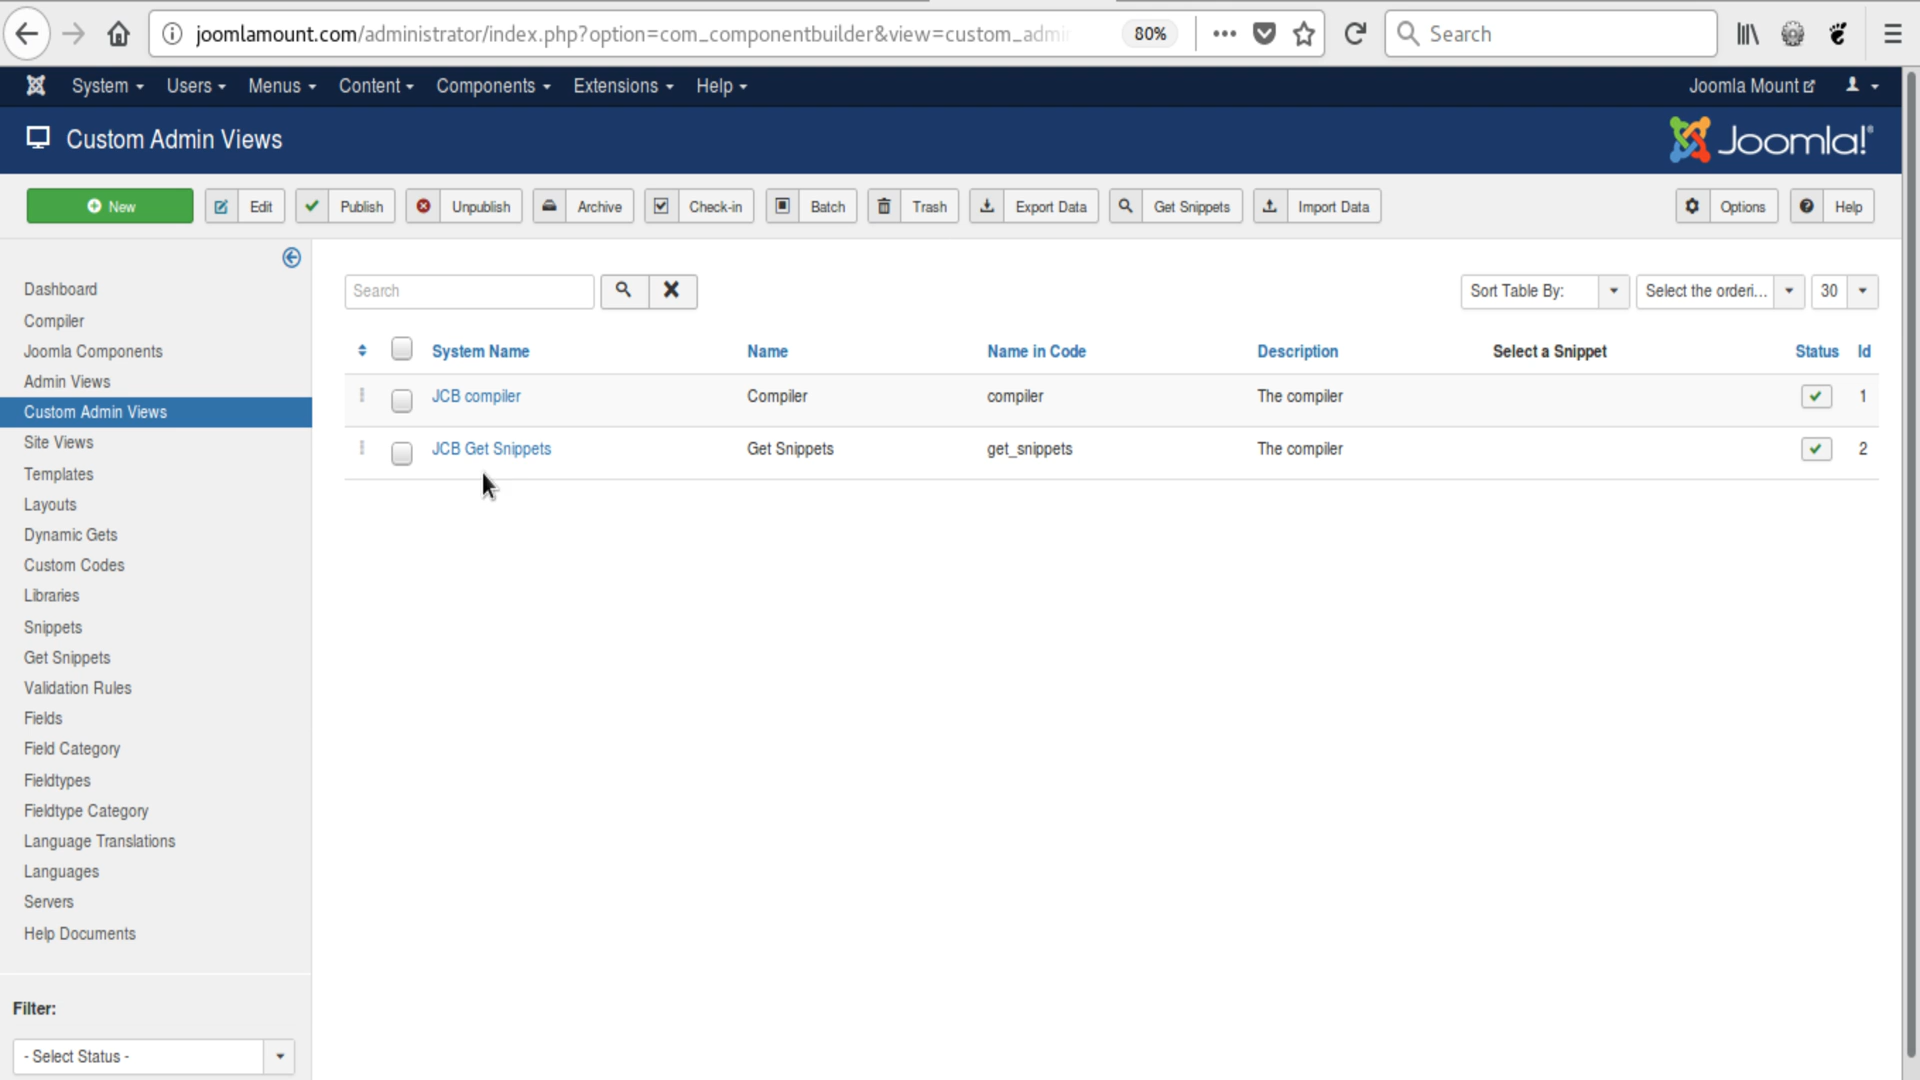 joomlamount.com/administrator/index.php?option=com_componentbuilder&view=custom_admi
80%
Search
System Users Menus Content Components Extensions Help
Joomla Mount
Custom Admin Views
Joomla!®
New Edit Publish Unpublish Archive Check-in Batch Trash Export Data Get Snippets Import Data Options Help
Dashboard
Compiler
Joomla Components
Admin Views
Custom Admin Views
Site Views
Templates
Layouts
Dynamic Gets
Custom Codes
Libraries
Snippets
Get Snippets
Validation Rules
Fields
Field Category
Fieldtypes
Fieldtype Category
Language Translations
Languages
Servers
Help Documents
Filter:
- Select Status -
Search
Sort Table By: Select the orderi... 30
System Name Name Name in Code Description Select a Snippet Status Id
JCB compiler Compiler compiler The compiler 1
JCB Get Snippets Get Snippets get_snippets The compiler 2